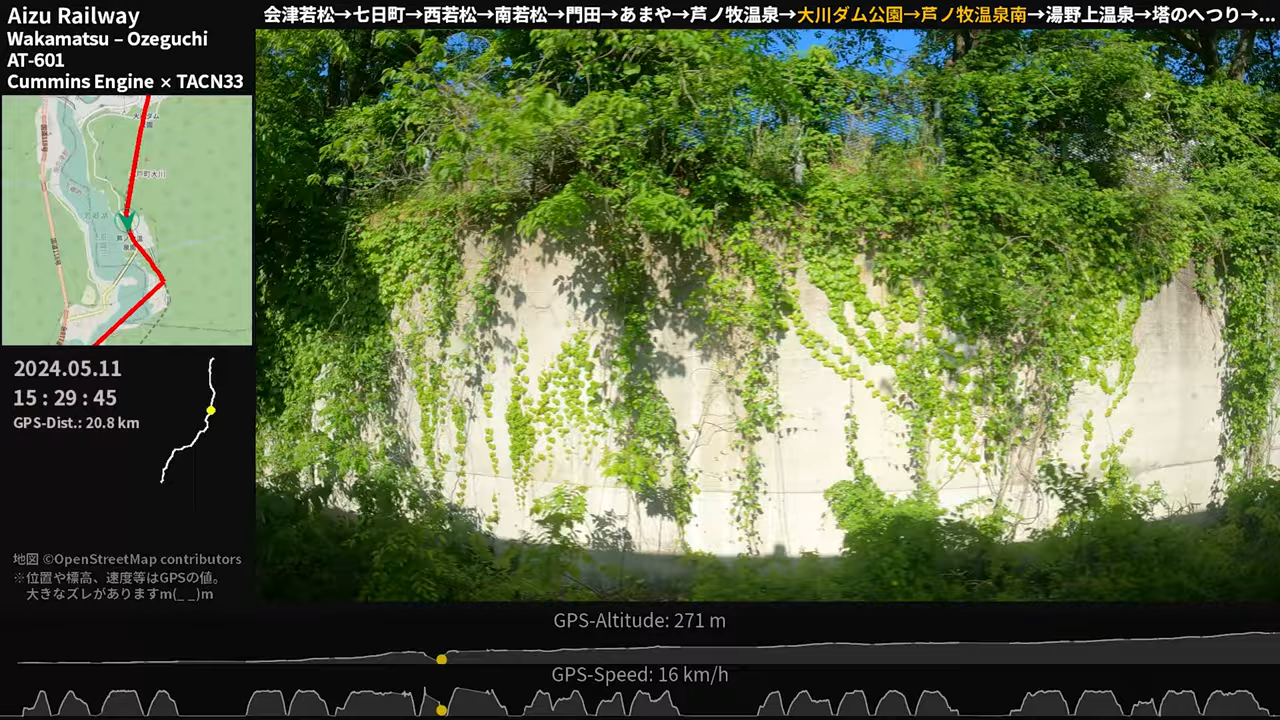 Aizu Railway
Wakamatsu – Ozeguchi
AT-601
Cummins Engine × TACN33
会津若松→七日町→西若松→南若松→門田→あまや→芦ノ牧温泉→大川ダム公園→芦ノ牧温泉南→湯野上温泉→塔のへつり→...
2024.05.11
15 : 29 : 45
GPS-Dist.: 20.8 km
地図 ©OpenStreetMap contributors
※位置や標高、速度等はGPSの値。
大きなズレがありますm(_ _)m
GPS-Altitude: 271 m
GPS-Speed: 16 km/h